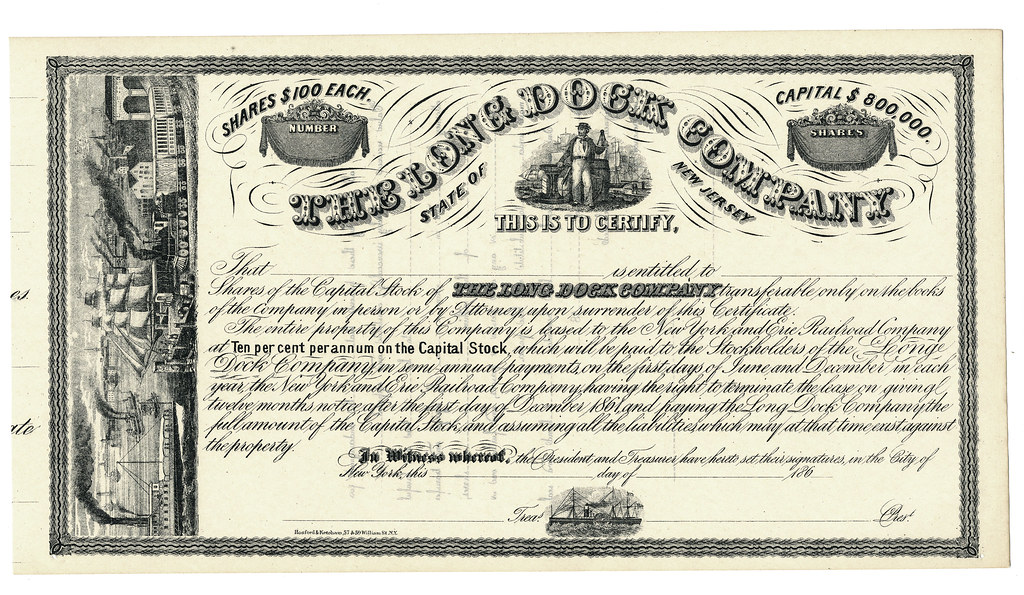 SHARES $100 EACH.
CAPITAL $800,000.
NUMBER
SHARES
THE LONG DOCK COMPANY
STATE OF NEW JERSEY
THIS IS TO CERTIFY,
That is entitled to
Shares of the Capital Stock of THE LONG DOCK COMPANY transferable only on the books
of the Company in person, or by Attorney, upon surrender of this Certificate.
The entire property of this Company is leased to the New York and Erie Railroad Company
at Ten per cent per annum on the Capital Stock, which will be paid to the Stockholders of the Long
Dock Company, in semi-annual payments, on the first days of June, and December in each
year, the New York and Erie Railroad Company, having the right to terminate the lease on giving
twelve months, notice, after the first day of December 1861, and paying the Long Dock Company, the
full amount of the Capital Stock, and assuming all the liabilities, which may at that time exist against
the property.
In Witness whereof, the President, and Treasurer, have hereto set their signatures, in the City of
New York, this day of 186
Treas. Prest.
Hosford & Ketcham, 57 & 59 William St. N.Y.
es.
ate